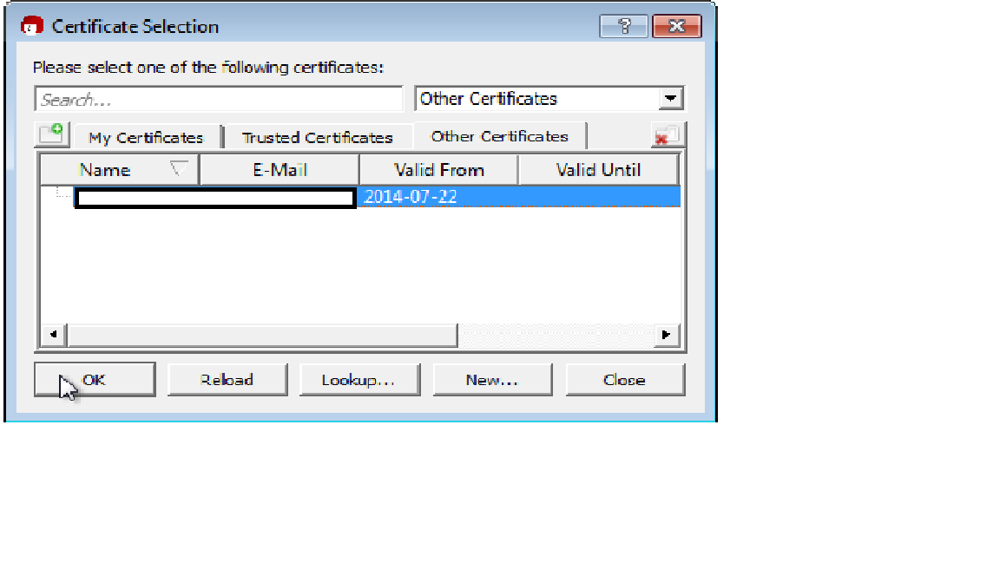 Certificate Selection
Please select one of the following certificates:
Search...
Other Certificates
My Certificates Trusted Certificates Other Certificates
Name E-Mail Valid From Valid Until
2014-07-22
OK Reload Lookup... New... Close